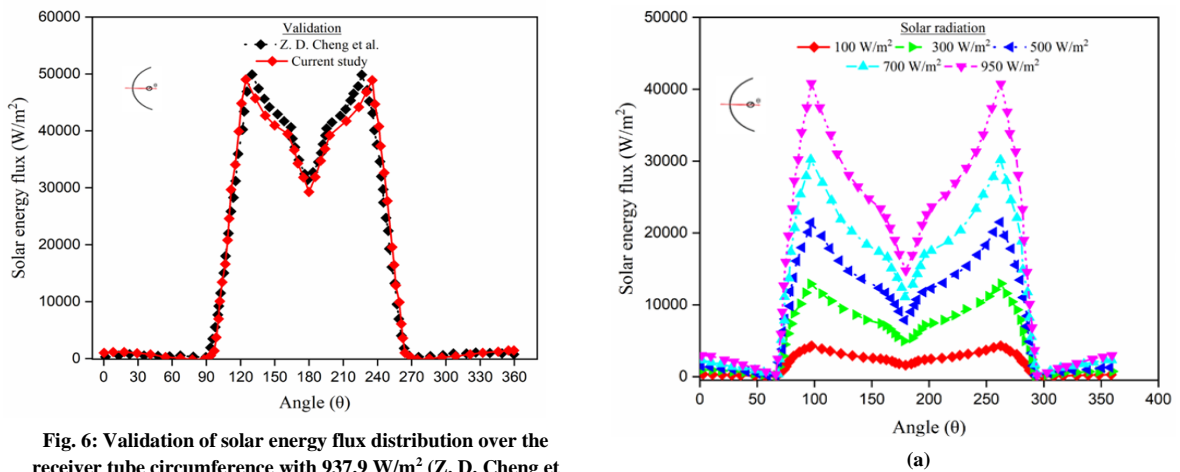 60000
50000
40000
30000
20000
10000
0
Solar energy flux (W/m²)
Validation
Z. D. Cheng et al.
Current study
θ
0 30 60 90 120 150 180 210 240 270 300 330 360
Angle (θ)
Fig. 6: Validation of solar energy flux distribution over the
receiver tube circumference with 937.9 W/m² (Z. D. Cheng et
50000
40000
30000
20000
10000
0
Solar energy flux (W/m²)
Solar radiation
100 W/m² 300 W/m² 500 W/m²
700 W/m² 950 W/m²
θ
0 50 100 150 200 250 300 350 400
Angle (θ)
(a)